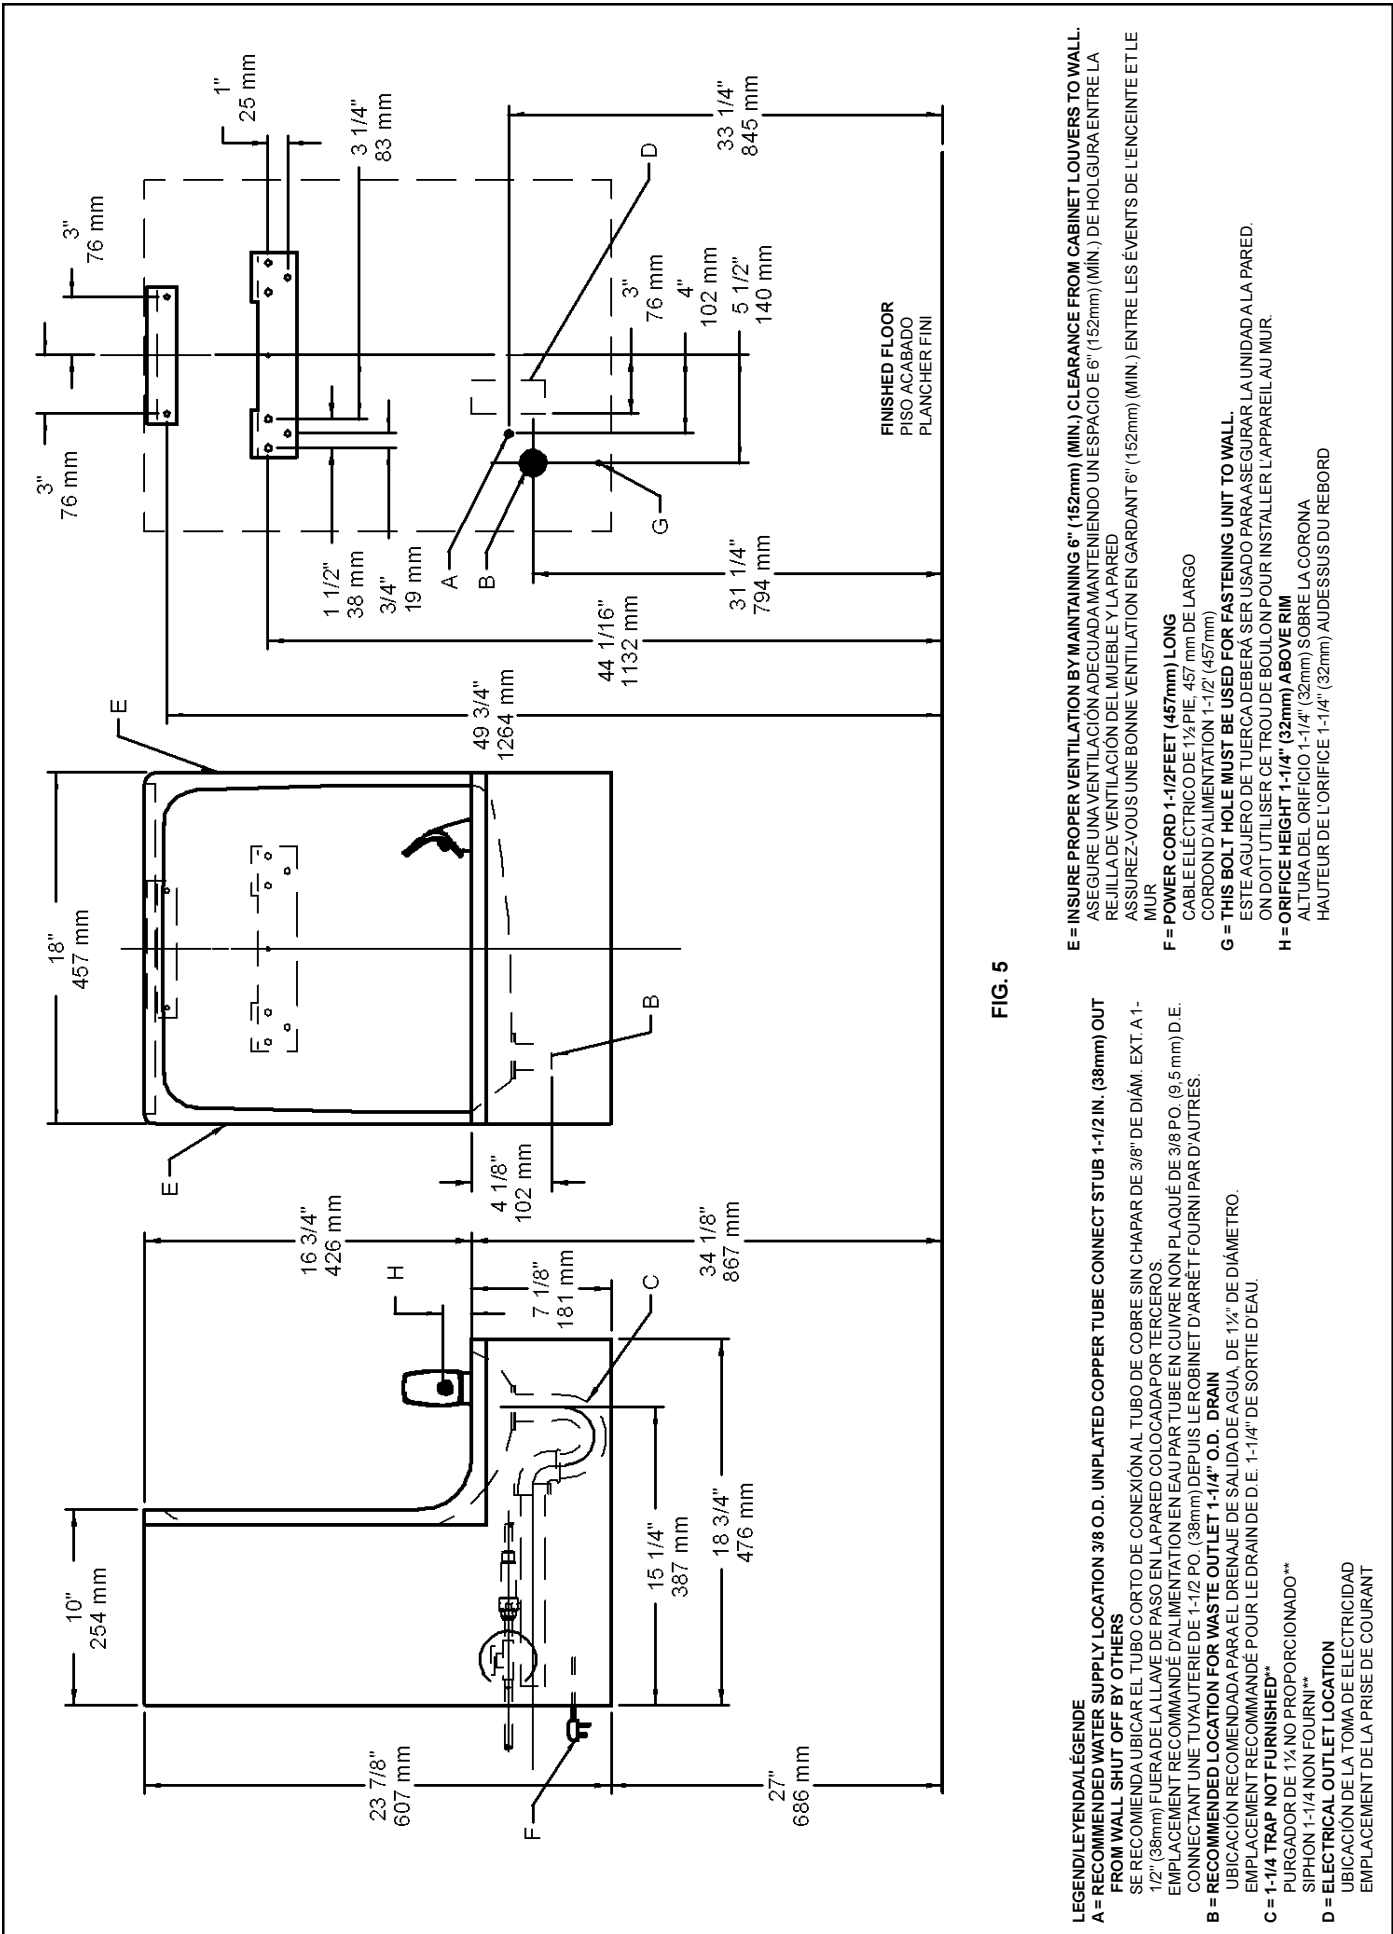 10"
254 mm
23 7/8"
607 mm
27"
686 mm
F
16 3/4"
426 mm
H
7 1/8"
181 mm
C
34 1/8"
867 mm
15 1/4"
387 mm
18 3/4"
476 mm
18"
457 mm
E
E
4 1/8"
102 mm
B
3"
76 mm
3"
76 mm
1"
25 mm
3 1/4"
83 mm
1 1/2"
38 mm
3/4"
19 mm
A
B
G
D
3"
76 mm
4"
102 mm
5 1/2"
140 mm
33 1/4"
845 mm
31 1/4"
794 mm
44 1/16"
1132 mm
49 3/4"
1264 mm
FINISHED FLOOR
PISO ACABADO
PLANCHER FINI
FIG. 5
LEGEND/LEYENDA/LÉGENDE
A = RECOMMENDED WATER SUPPLY LOCATION 3/8 O.D. UNPLATED COPPER TUBE CONNECT STUB 1-1/2 IN. (38mm) OUT
FROM WALL SHUT OFF BY OTHERS
SE RECOMIENDA UBICAR EL TUBO CORTO DE CONEXIÓN AL TUBO DE COBRE SIN CHAPAR DE 3/8" DE DIÁM. EXT. A 1-
1/2" (38mm) FUERA DE LA LLAVE DE PASO EN LA PARED COLOCADA POR TERCEROS.
EMPLACEMENT RECOMMANDÉ D'ALIMENTATION EN EAU PAR TUBE EN CUIVRE NON PLAQUÉ DE 3/8 PO. (9,5 mm) D.E.
CONNECTANT UNE TUYAUTERIE DE 1-1/2 PO. (38mm) DEPUIS LE ROBINET D'ARRÊT FOURNI PAR D'AUTRES.
B = RECOMMENDED LOCATION FOR WASTE OUTLET 1-1/4" O.D. DRAIN
UBICACIÓN RECOMENDADA PARA EL DRENAJE DE SALIDA DE AGUA, DE 1¼" DE DIÁMETRO.
EMPLACEMENT RECOMMANDÉ POUR LE DRAIN DE D.E. 1-1/4" DE SORTIE D'EAU.
C = 1-1/4 TRAP NOT FURNISHED**
PURGADOR DE 1¼ NO PROPORCIONADO**
SIPHON 1-1/4 NON FOURNI**
D = ELECTRICAL OUTLET LOCATION
UBICACIÓN DE LA TOMA DE ELECTRICIDAD
EMPLACEMENT DE LA PRISE DE COURANT
E = INSURE PROPER VENTILATION BY MAINTAINING 6" (152mm) (MIN.) CLEARANCE FROM CABINET LOUVERS TO WALL.
ASEGURE UNA VENTILACIÓN ADECUADA MANTENIENDO UN ESPACIO E 6" (152mm) (MÍN.) DE HOLGURA ENTRE LA
REJILLA DE VENTILACIÓN DEL MUEBLE Y LA PARED
ASSUREZ-VOUS UNE BONNE VENTILATION EN GARDANT 6" (152mm) (MIN.) ENTRE LES ÉVENTS DE L'ENCEINTE ET LE
MUR
F = POWER CORD 1-1/2 FEET (457mm) LONG
CABLE ELÉCTRICO DE 1½ PIE, 457 mm DE LARGO
CORDON D'ALIMENTATION 1-1/2' (457mm)
G = THIS BOLT HOLE MUST BE USED FOR FASTENING UNIT TO WALL.
ESTE AGUJERO DE TUERCA DEBERÁ SER USADO PARA ASEGURAR LA UNIDAD A LA PARED.
ON DOIT UTILISER CE TROU DE BOULON POUR INSTALLER L'APPAREIL AU MUR.
H = ORIFICE HEIGHT 1-1/4" (32mm) ABOVE RIM
ALTURA DEL ORIFICIO 1-1/4" (32mm) SOBRE LA CORONA
HAUTEUR DE L'ORIFICE 1-1/4" (32mm) AUDESSUS DU REBORD